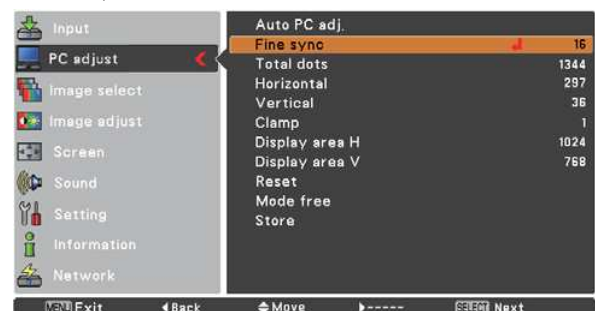 Input
PC adjust
Image select
Image adjust
Screen
Sound
Setting
Information
Network
Auto PC adj.
Fine sync 16
Total dots 1344
Horizontal 297
Vertical 36
Clamp 1
Display area H 1024
Display area V 768
Reset
Mode free
Store
MENU Exit ◄Back Move ►----- SELECT Next